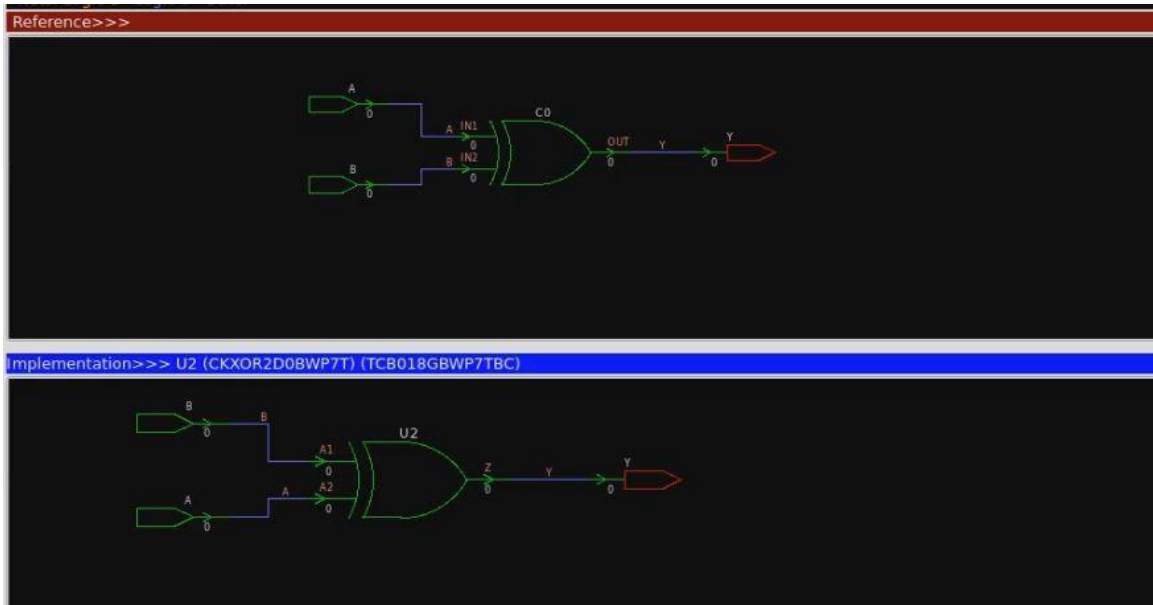 Reference>>>
A
0
A IN1
0
C0
OUT
0
Y
Y
0
B
0
B IN2
0
Implementation>>> U2 (CKXOR2D0BWP7T) (TCB018GBWP7TBC)
B
0
B
A1
0
U2
Z
0
Y
Y
0
A
0
A
A2
0